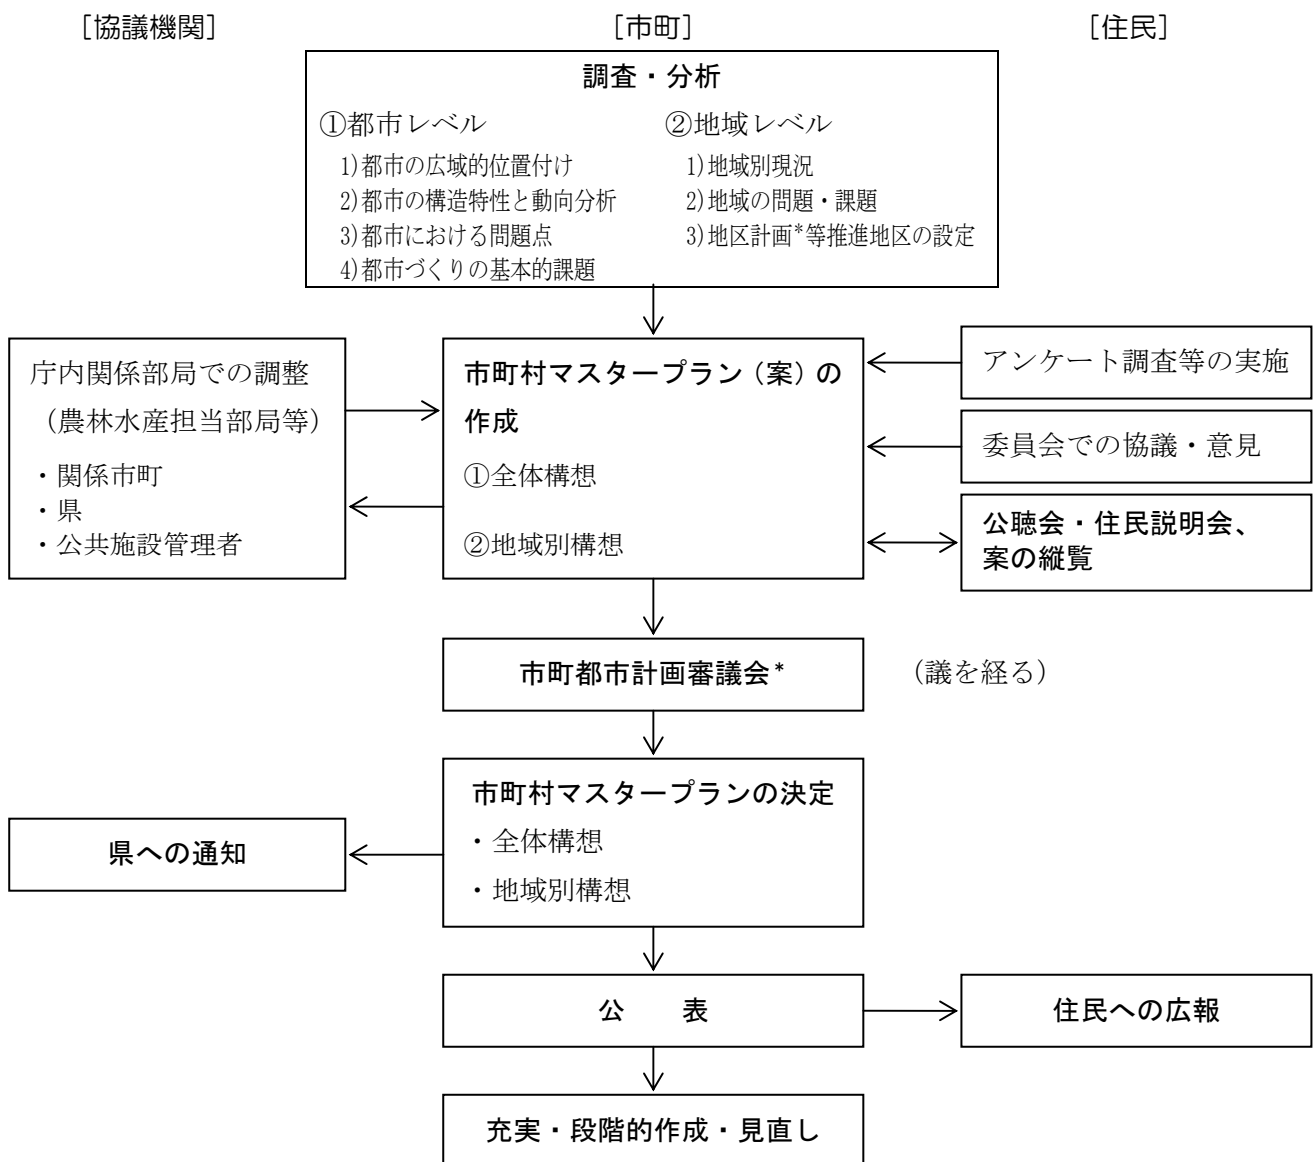 [協議機関]
[市町]
[住民]
調査・分析
①都市レベル
1)都市の広域的位置付け
2)都市の構造特性と動向分析
3)都市における問題点
4)都市づくりの基本的課題
②地域レベル
1)地域別現況
2)地域の問題・課題
3)地区計画*等推進地区の設定
庁内関係部局での調整
(農林水産担当部局等)
・関係市町
・県
・公共施設管理者
市町村マスタープラン(案)の
作成
①全体構想
②地域別構想
アンケート調査等の実施
委員会での協議・意見
公聴会・住民説明会、
案の縦覧
市町都市計画審議会*
(議を経る)
市町村マスタープランの決定
・全体構想
・地域別構想
県への通知
公 表
住民への広報
充実・段階的作成・見直し